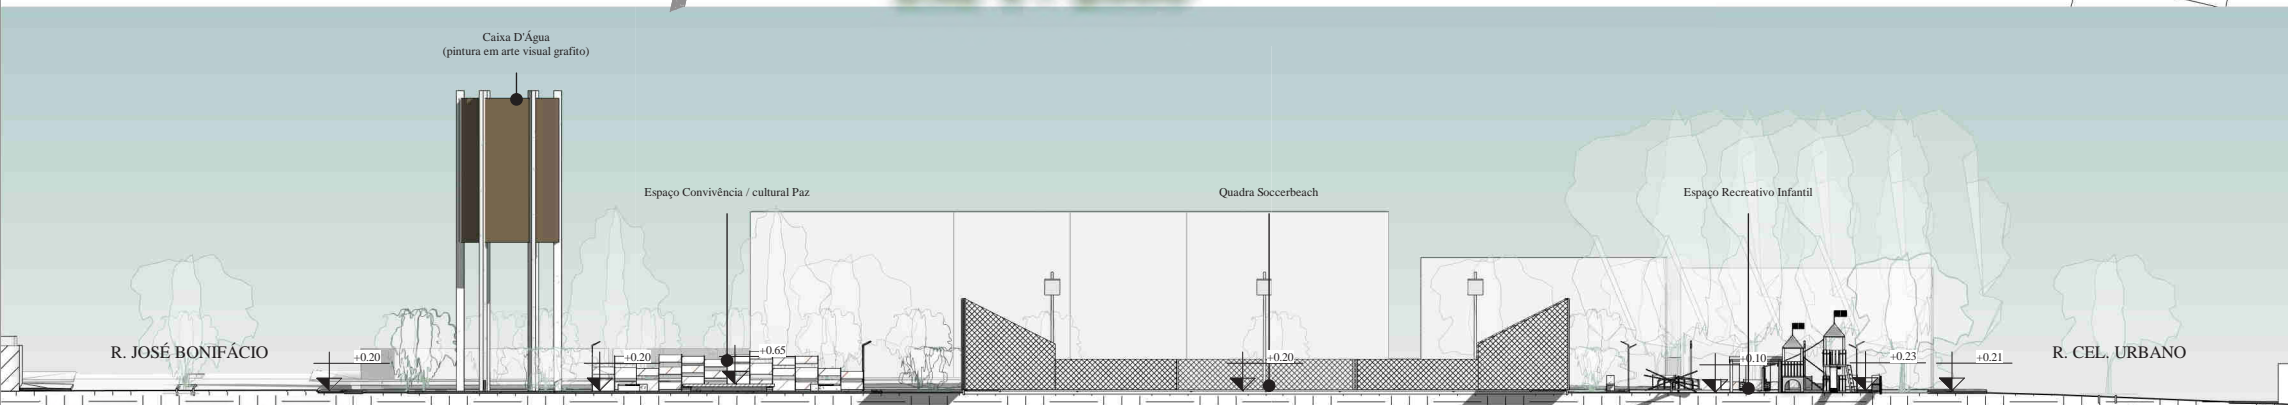 Caixa D'Água
(pintura em arte visual grafito)
Espaço Convivência / cultural Paz
Quadra Soccerbeach
Espaço Recreativo Infantil
R. JOSÉ BONIFÁCIO
+0.20
+0.20
+0.65
+0.20
+0.10
+0.23
+0.21
R. CEL. URBANO